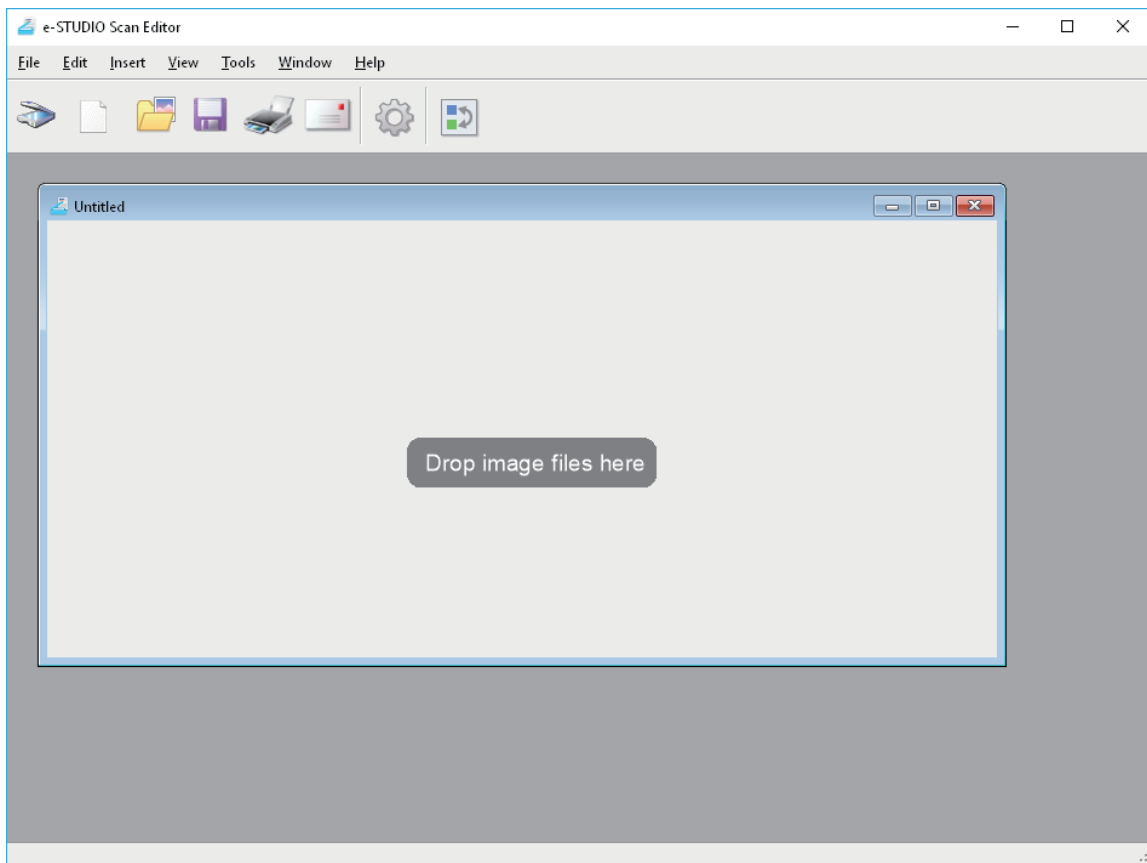 e-STUDIO Scan Editor
File Edit Insert View Tools Window Help
Untitled
Drop image files here